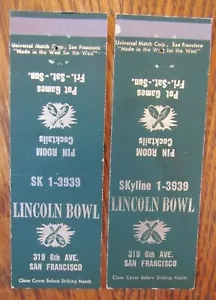 Universal Match Corp., San Francisco
"Made in the West for the West"
Pot Games
Fri.-Sat.-Sun.
PIN ROOM
Cocktails
SK 1-3939
LINCOLN BOWL
319 6th AVE.
SAN FRANCISCO
Close Cover Before Striking Match
Universal Match Corp., San Francisco
"Made in the West for the West"
Pot Games
Fri.-Sat.-Sun.
PIN ROOM
Cocktails
SKyline 1-3939
LINCOLN BOWL
319 6th AVE.
SAN FRANCISCO
Close Cover Before Striking Match